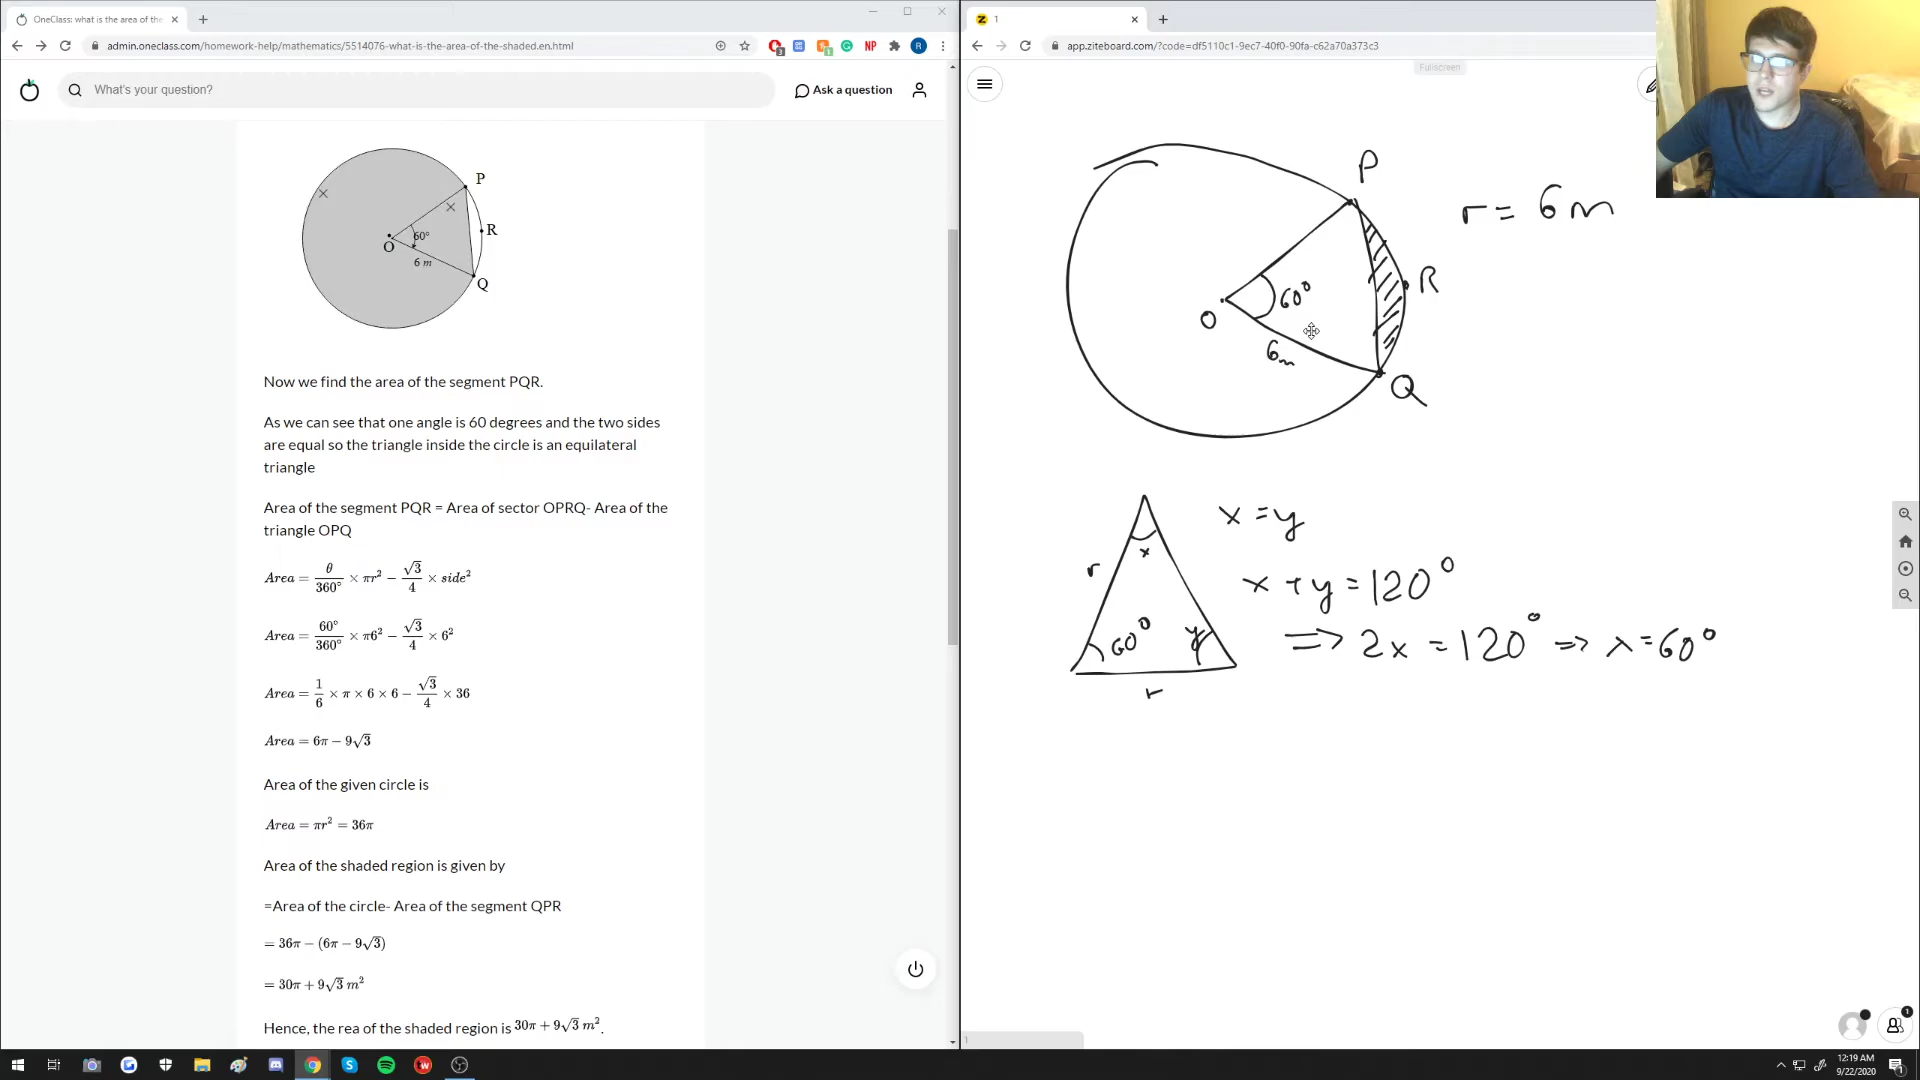 OneClass: what is the area of the
1
admin.oneclass.com/homework-help/mathematics/5514076-what-is-the-area-of-the-shaded.en.html
app.ziteboard.com/?code=df5110c1-9ec7-40f0-90fa-c62a70a373c3
Fullscreen
What's your question?
Ask a question
P
R
60°
O
6 m
Q
Now we find the area of the segment PQR.
As we can see that one angle is 60 degrees and the two sides
are equal so the triangle inside the circle is an equilateral
triangle
Area of the segment PQR = Area of sector OPRQ- Area of the
triangle OPQ
Area = θ/360° × πr² − √3/4 × side²
Area = 60°/360° × π6² − √3/4 × 6²
Area = 1/6 × π × 6 × 6 − √3/4 × 36
Area = 6π − 9√3
Area of the given circle is
Area = πr² = 36π
Area of the shaded region is given by
=Area of the circle- Area of the segment QPR
= 36π − (6π − 9√3)
= 30π + 9√3 m²
Hence, the rea of the shaded region is 30π + 9√3 m².
P
r = 6 m
R
60°
O
6m
Q
x = y
x
r
x + y = 120°
60°
y
=> 2x = 120° => x = 60°
r
1
NP
R
1
12:19 AM
9/22/2020